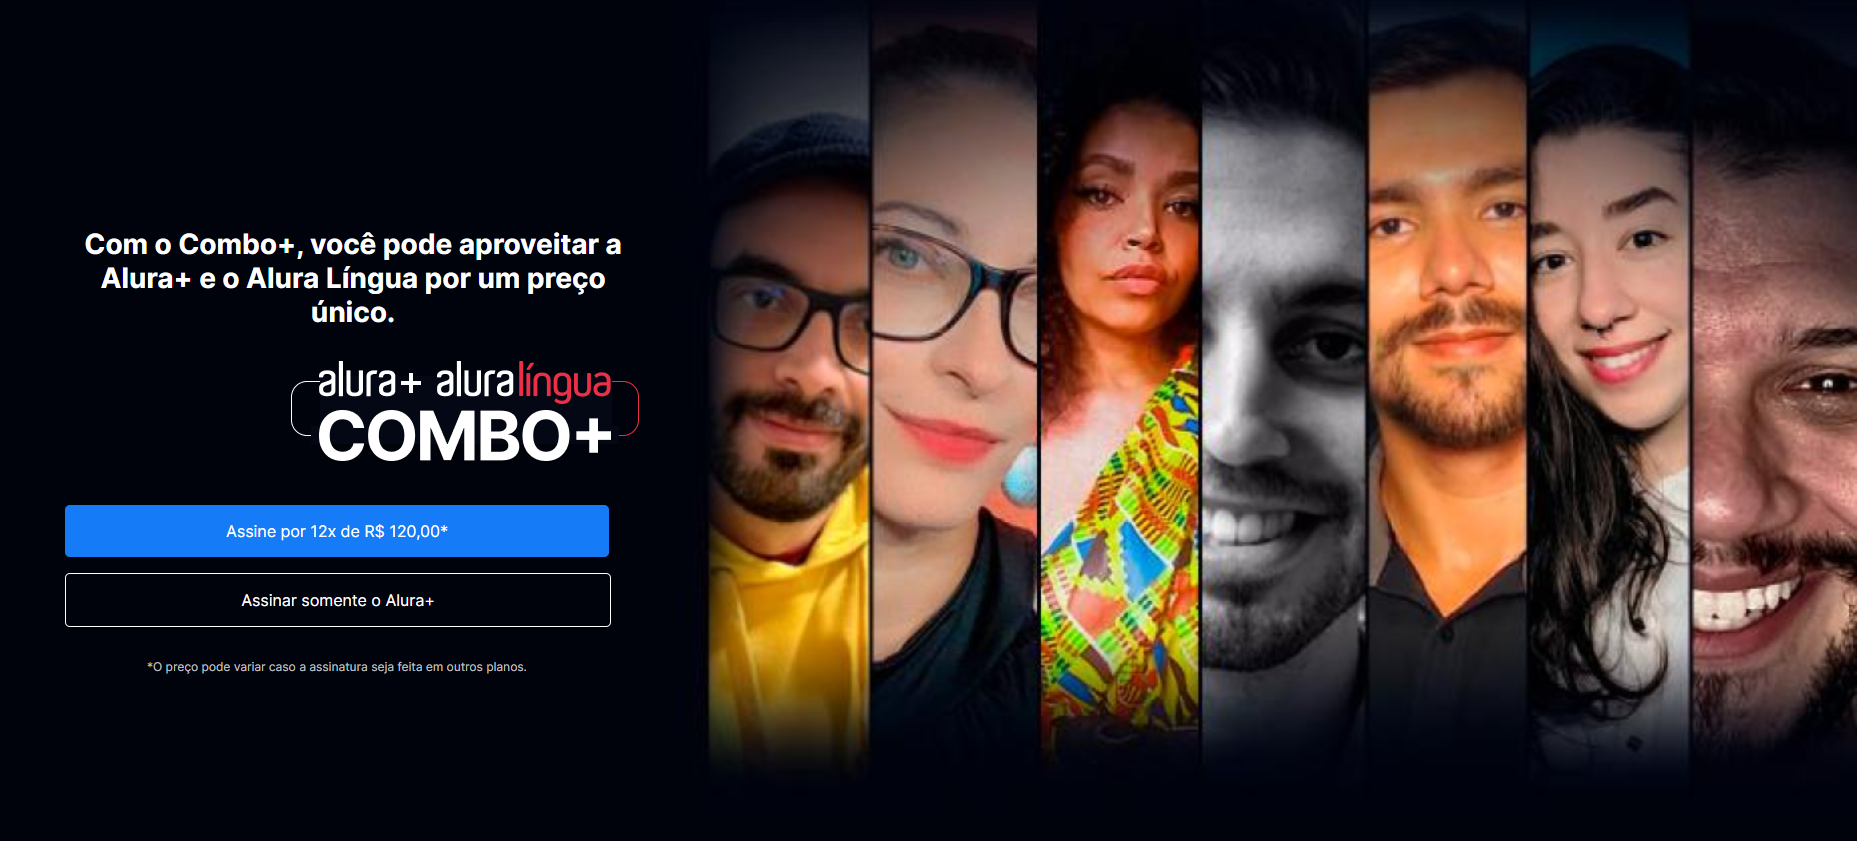 Com o Combo+, você pode aproveitar a
Alura+ e o Alura Língua por um preço
único.
alura+ aluralíngua
COMBO+
Assine por 12x de R$ 120,00*
Assinar somente o Alura+
*O preço pode variar caso a assinatura seja feita em outros planos.